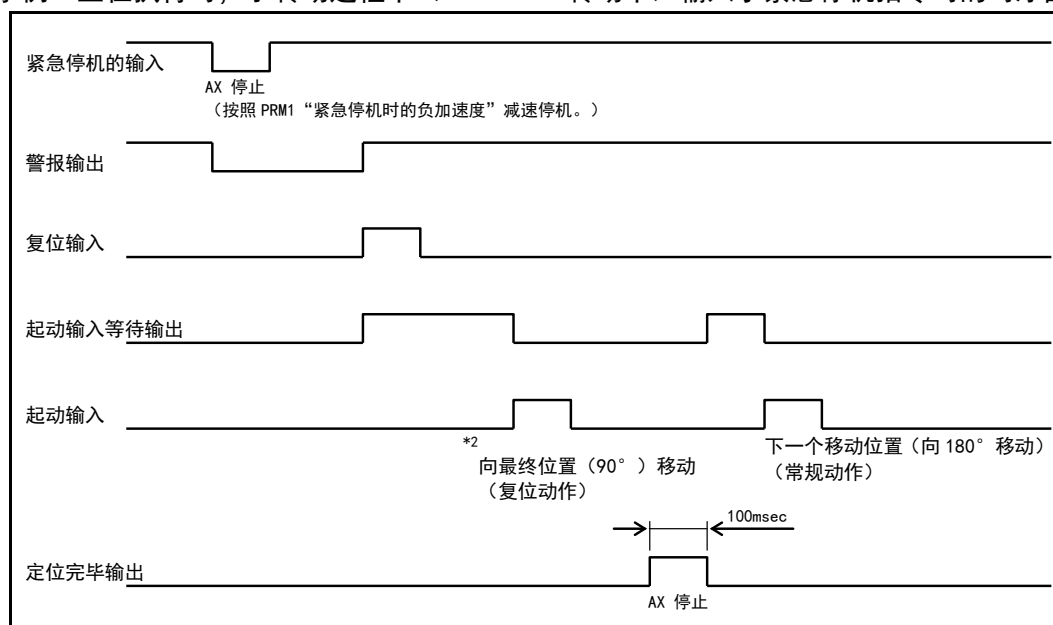 紧急停机的输入
AX 停止
（按照 PRM1“紧急停机时的负加速度”减速停机。）
警报输出
复位输入
起动输入等待输出
起动输入
*2
向最终位置（90°）移动
（复位动作）
下一个移动位置（向 180°移动）
（常规动作）
100msec
定位完毕输出
AX 停止